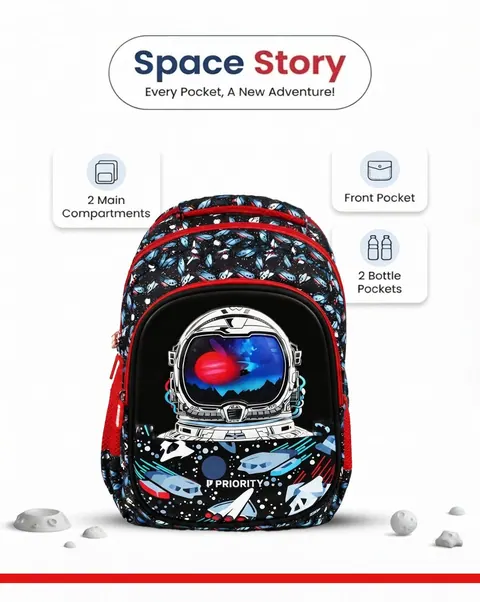 Space Story
Every Pocket, A New Adventure!
2 Main
Compartments
Front Pocket
2 Bottle
Pockets
PRIORITY